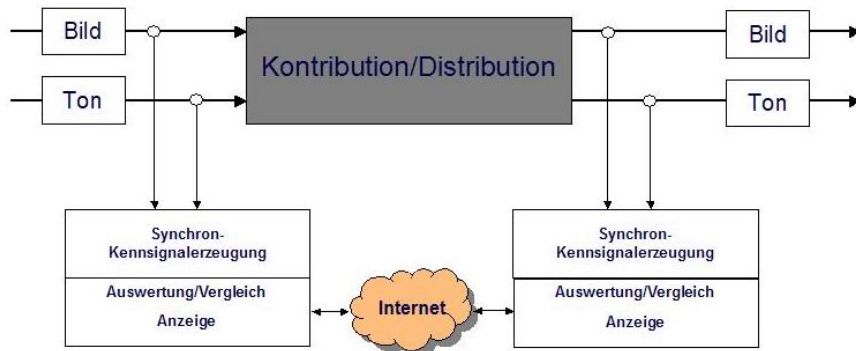 Bild
Kontribution/Distribution
Bild
Ton
Ton
Synchron-
Kennsignalerzeugung
Auswertung/Vergleich
Anzeige
Internet
Synchron-
Kennsignalerzeugung
Auswertung/Vergleich
Anzeige